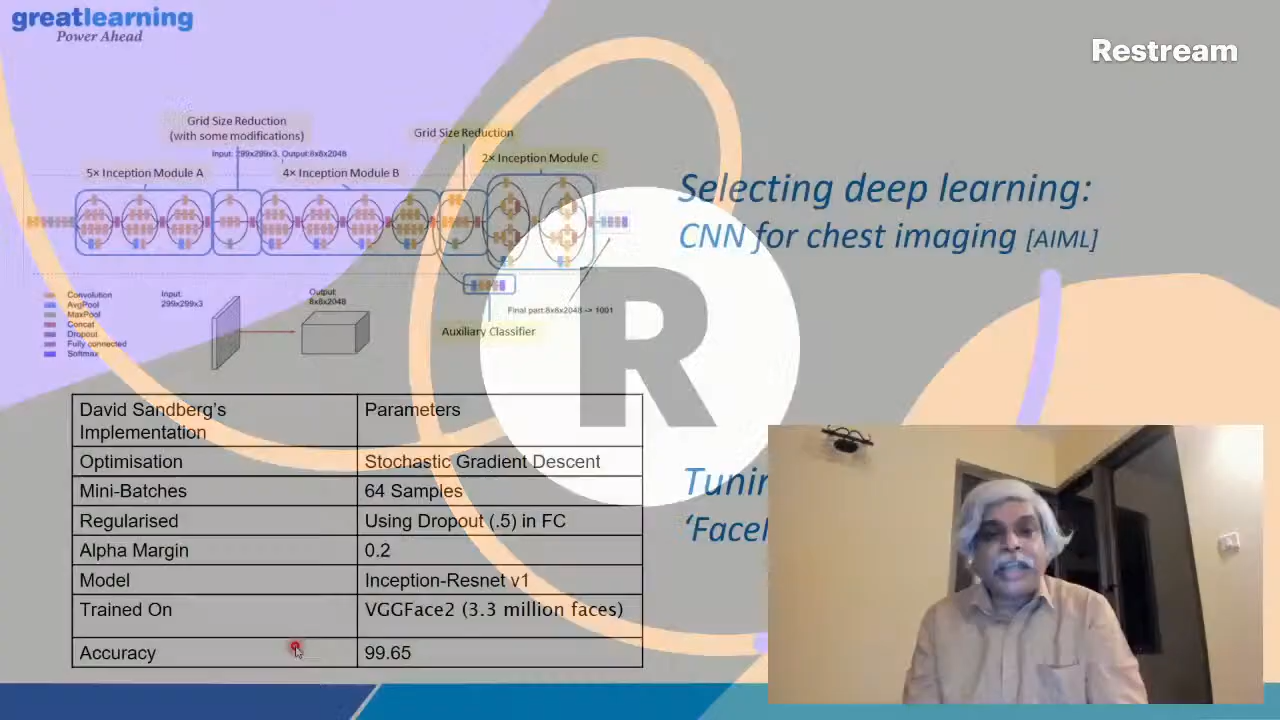 greatlearning
Power Ahead
Restream
Grid Size Reduction
(with some modifications)
Grid Size Reduction
Input: 299x299x3, Output:8x8x2048
2× Inception Module C
5× Inception Module A
4× Inception Module B
Selecting deep learning:
CNN for chest imaging [AIML]
Convolution
AvgPool
MaxPool
Concat
Dropout
Fully connected
Softmax
Input:
299x299x3
Output:
8x8x2048
Final part:8x8x2048 -> 1001
Auxiliary Classifier
R
David Sandberg's
Implementation
Parameters
Optimisation
Stochastic Gradient Descent
Mini-Batches
64 Samples
Regularised
Using Dropout (.5) in FC
Alpha Margin
0.2
Model
Inception-Resnet v1
Trained On
VGGFace2 (3.3 million faces)
Accuracy
99.65